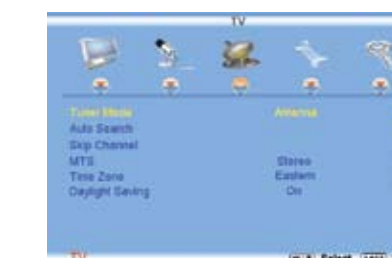 TV
Tuner Mode Antenna
Auto Search
Skip Channel
MTS Stereo
Time Zone Eastern
Daylight Saving On
TV Select